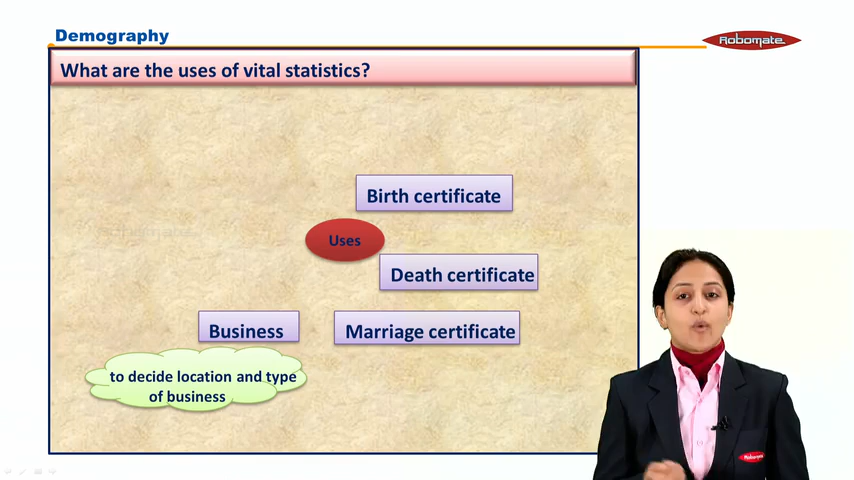 Demography
Robomate
What are the uses of vital statistics?
Birth certificate
Uses
Death certificate
Business
Marriage certificate
to decide location and type
of business